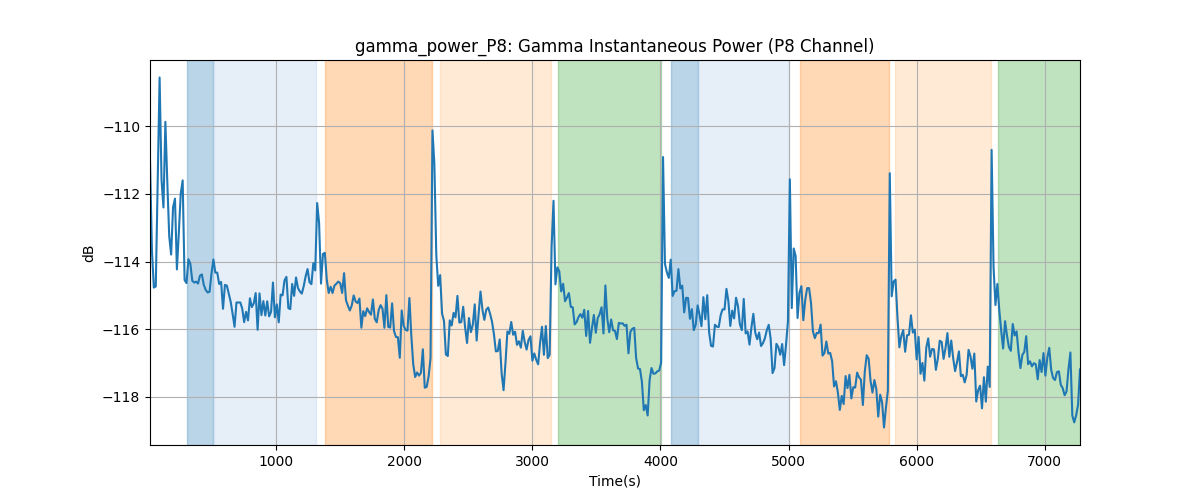 gamma_power_P8: Gamma Instantaneous Power (P8 Channel)
−110
−112
−114
−116
−118
dB
1000 2000 3000 4000 5000 6000 7000
Time(s)